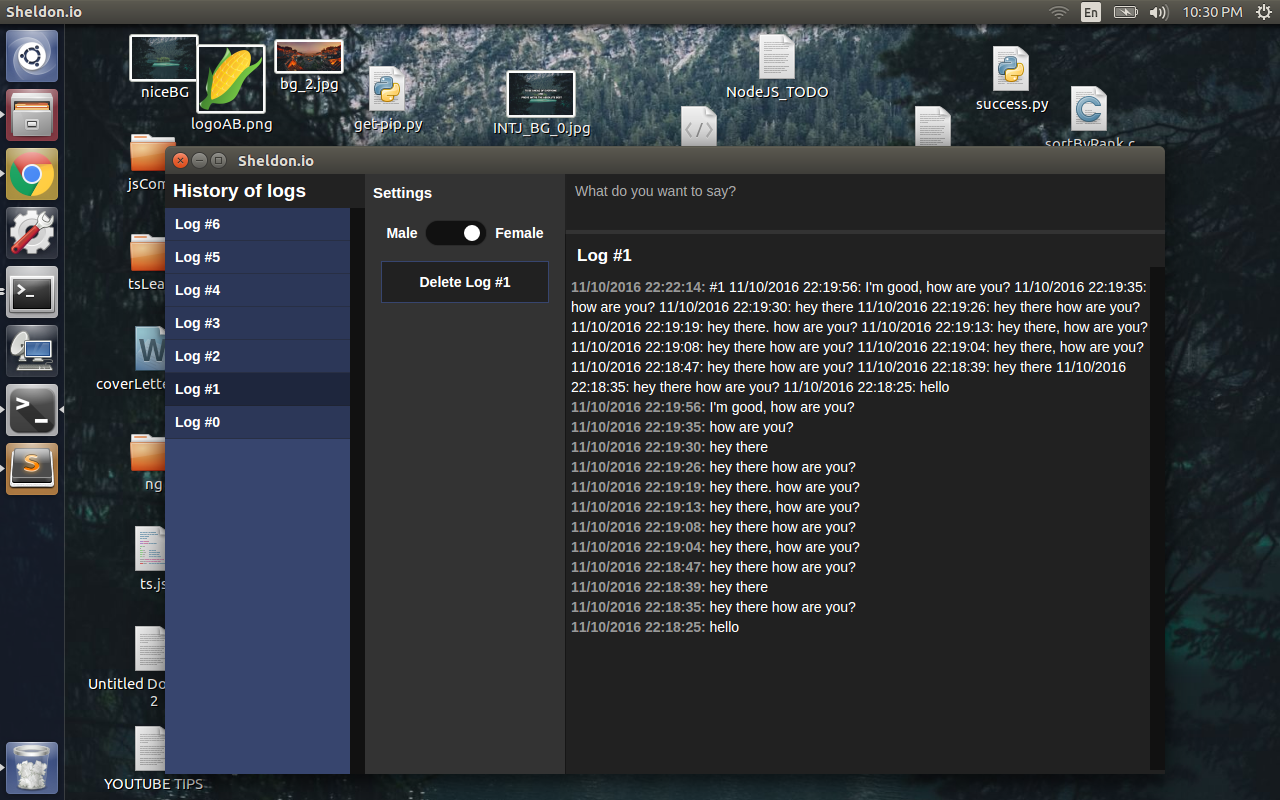 Sheldon.io
En
10:30 PM
niceBG
logoAB.png
bg_2.jpg
get-pip.py
INTJ_BG_0.jpg
NodeJS_TODO
success.py
sortByRank.c
jsCom
tsLea
coverLette
ng
ts.js
Untitled Do
2
YOUTUBE TIPS
Sheldon.io
History of logs
Log #6
Log #5
Log #4
Log #3
Log #2
Log #1
Log #0
Settings
Male
Female
Delete Log #1
What do you want to say?
Log #1
11/10/2016 22:22:14: #1 11/10/2016 22:19:56: I'm good, how are you? 11/10/2016 22:19:35:
how are you? 11/10/2016 22:19:30: hey there 11/10/2016 22:19:26: hey there how are you?
11/10/2016 22:19:19: hey there. how are you? 11/10/2016 22:19:13: hey there, how are you?
11/10/2016 22:19:08: hey there how are you? 11/10/2016 22:19:04: hey there, how are you?
11/10/2016 22:18:47: hey there how are you? 11/10/2016 22:18:39: hey there 11/10/2016
22:18:35: hey there how are you? 11/10/2016 22:18:25: hello
11/10/2016 22:19:56: I'm good, how are you?
11/10/2016 22:19:35: how are you?
11/10/2016 22:19:30: hey there
11/10/2016 22:19:26: hey there how are you?
11/10/2016 22:19:19: hey there. how are you?
11/10/2016 22:19:13: hey there, how are you?
11/10/2016 22:19:08: hey there how are you?
11/10/2016 22:19:04: hey there, how are you?
11/10/2016 22:18:47: hey there how are you?
11/10/2016 22:18:39: hey there
11/10/2016 22:18:35: hey there how are you?
11/10/2016 22:18:25: hello